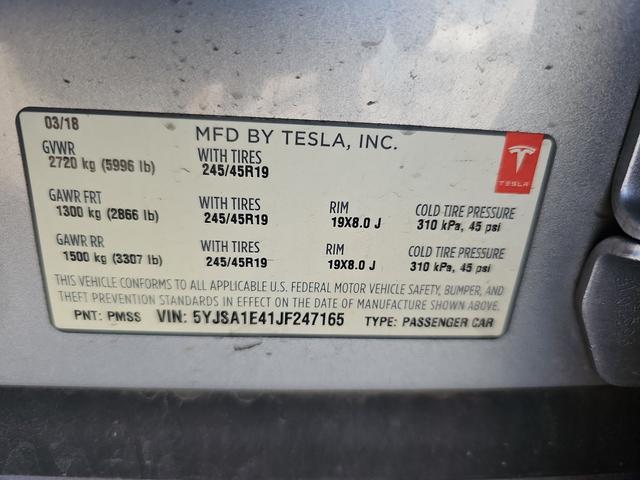 03/18
MFD BY TESLA, INC.
GVWR
2720 kg (5996 lb)
WITH TIRES
245/45R19
TESLA
GAWR FRT
1300 kg (2866 lb)
WITH TIRES
245/45R19
RIM
19X8.0 J
COLD TIRE PRESSURE
310 kPa, 45 psi
GAWR RR
1500 kg (3307 lb)
WITH TIRES
245/45R19
RIM
19X8.0 J
COLD TIRE PRESSURE
310 kPa, 45 psi
THIS VEHICLE CONFORMS TO ALL APPLICABLE U.S. FEDERAL MOTOR VEHICLE SAFETY, BUMPER, AND
THEFT PREVENTION STANDARDS IN EFFECT ON THE DATE OF MANUFACTURE SHOWN ABOVE.
PNT: PMSS VIN: 5YJSA1E41JF247165 TYPE: PASSENGER CAR